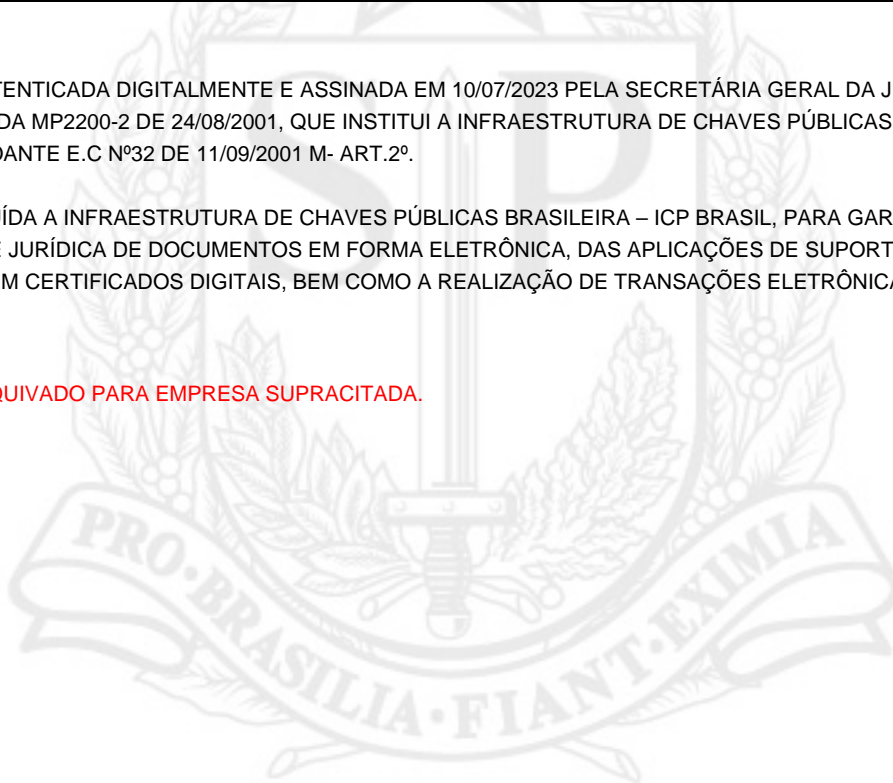 TENTICADA DIGITALMENTE E ASSINADA EM 10/07/2023 PELA SECRETÁRIA GERAL DA J
DA MP2200-2 DE 24/08/2001, QUE INSTITUI A INFRAESTRUTURA DE CHAVES PÚBLICAS
DANTE E.C Nº32 DE 11/09/2001 M- ART.2º.
ÍDA A INFRAESTRUTURA DE CHAVES PÚBLICAS BRASILEIRA – ICP BRASIL, PARA GAR
E JURÍDICA DE DOCUMENTOS EM FORMA ELETRÔNICA, DAS APLICAÇÕES DE SUPORT
M CERTIFICADOS DIGITAIS, BEM COMO A REALIZAÇÃO DE TRANSAÇÕES ELETRÔNICA
QUIVADO PARA EMPRESA SUPRACITADA.
SP
PRO·BRASILIA·FIANT·EXIMIA